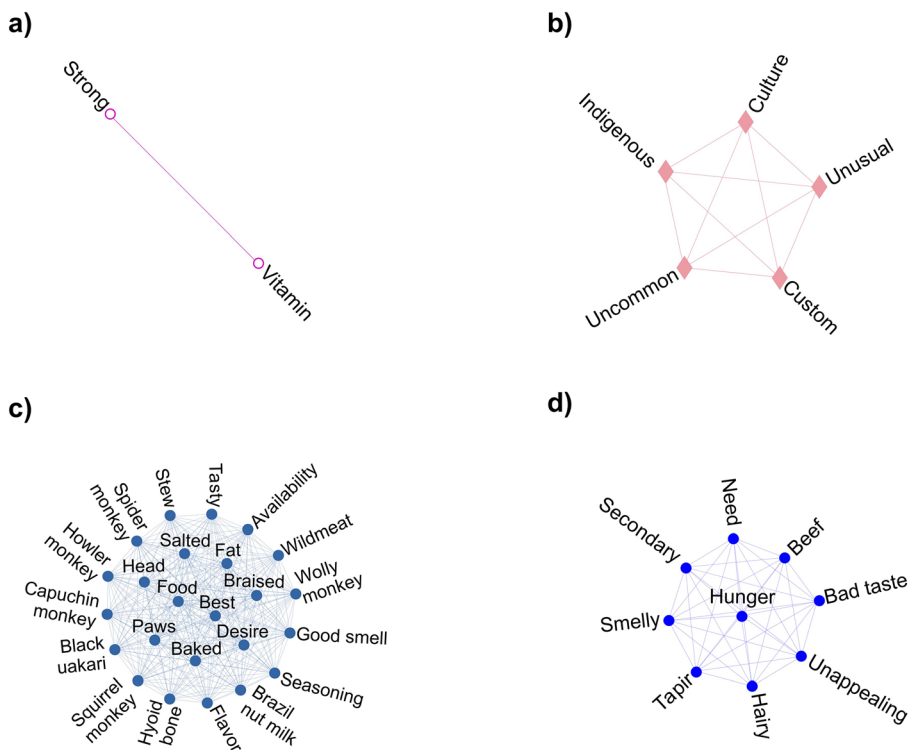 a)
Strong
Vitamin
b)
Culture
Indigenous
Unusual
Uncommon
Custom
c)
Stew
Tasty
Availability
Spider
monkey
Wildmeat
Salted
Fat
Howler
monkey
Head
Braised
Wolly
monkey
Food
Best
Capuchin
monkey
Paws
Desire
Good smell
Black
uakari
Baked
Seasoning
Squirrel
monkey
Hyoid
bone
Flavor
Brazil
nut milk
d)
Need
Secondary
Beef
Hunger
Bad taste
Smelly
Unappealing
Tapir
Hairy